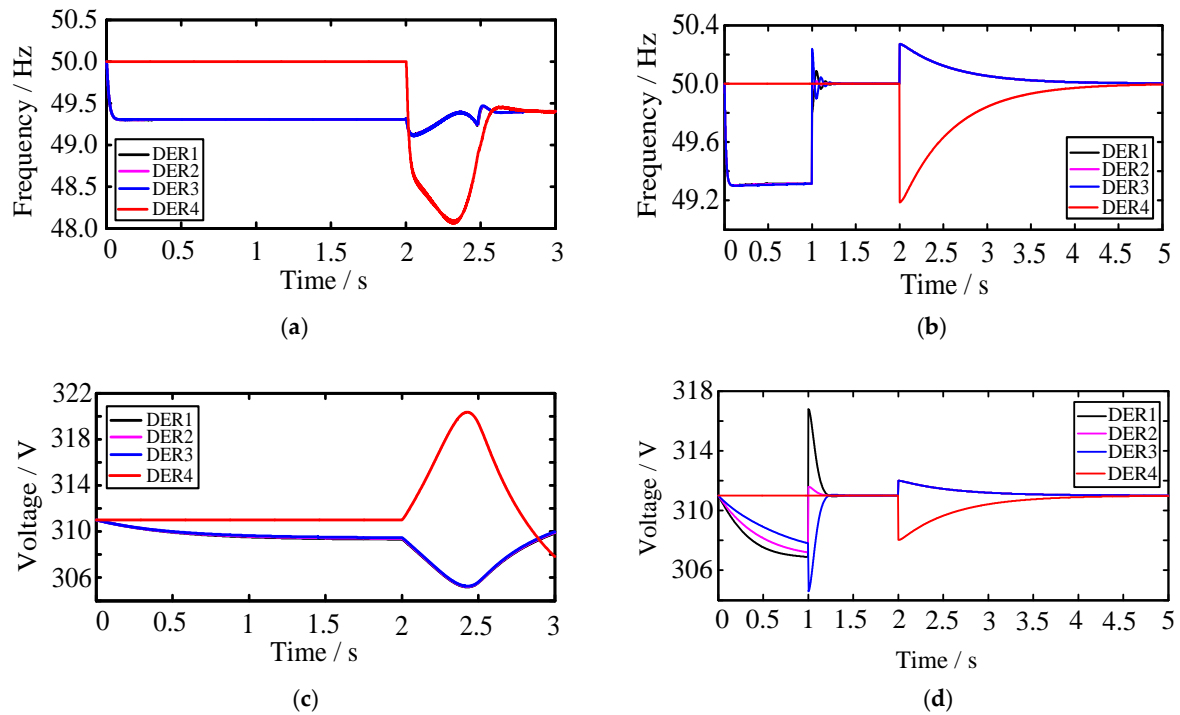 50.5
50.0
49.5
49.0
48.5
48.0
Frequency / Hz
DER1
DER2
DER3
DER4
0 0.5 1 1.5 2 2.5 3
Time / s
(a)
50.4
50.0
49.6
49.2
Frequency / Hz
DER1
DER2
DER3
DER4
0 0.5 1 1.5 2 2.5 3 3.5 4 4.5 5
Time / s
(b)
322
318
314
310
306
Voltage / V
DER1
DER2
DER3
DER4
0 0.5 1 1.5 2 2.5 3
Time / s
(c)
318
314
310
306
Voltage / V
DER1
DER2
DER3
DER4
0 0.5 1 1.5 2 2.5 3 3.5 4 4.5 5
Time / s
(d)